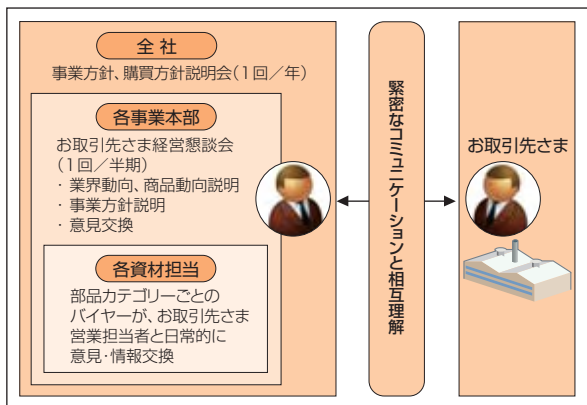 全 社
事業方針、購買方針説明会(1回／年)
各事業本部
お取引先さま経営懇談会
(1回／半期)
・ 業界動向、商品動向説明
・ 事業方針説明
・ 意見交換
各資材担当
部品カテゴリーごとの
バイヤーが、お取引先さま
営業担当者と日常的に
意見・情報交換
緊密なコミュニケーションと相互理解
お取引先さま